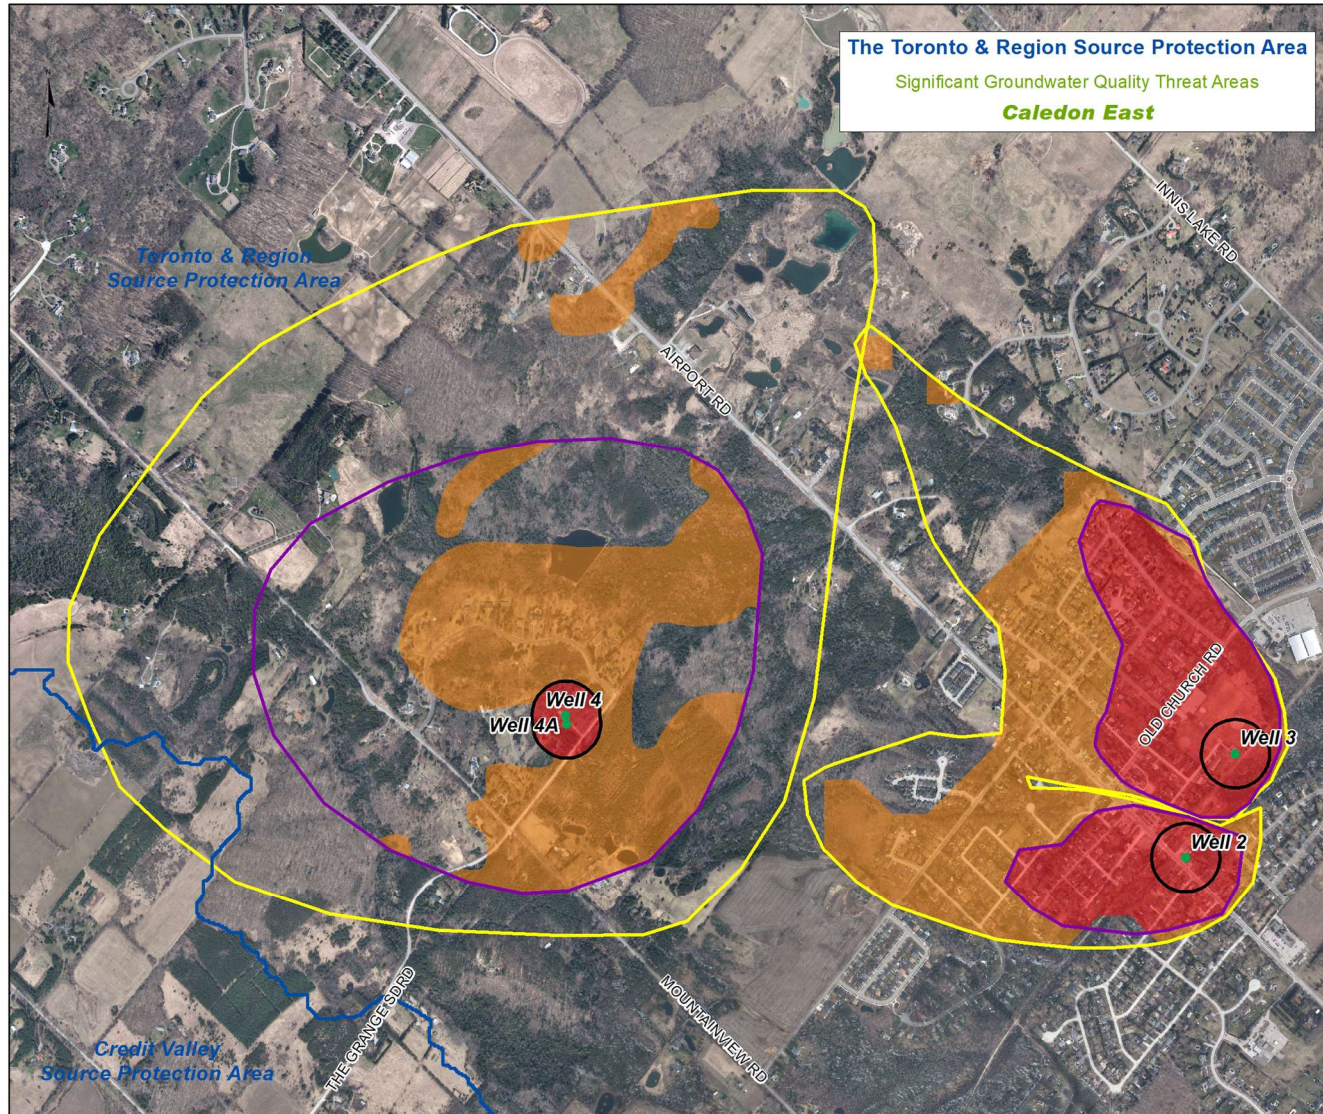 The Toronto & Region Source Protection Area
Significant Groundwater Quality Threat Areas
Caledon East
N
INNIS LAKE RD
Toronto & Region
Source Protection Area
AIRPORT RD
OLD CHURCH RD
Well 4
Well 4A
Well 3
Well 2
THE GRANGE SDRD
MOUNTAINVIEW RD
Credit Valley
Source Protection Area